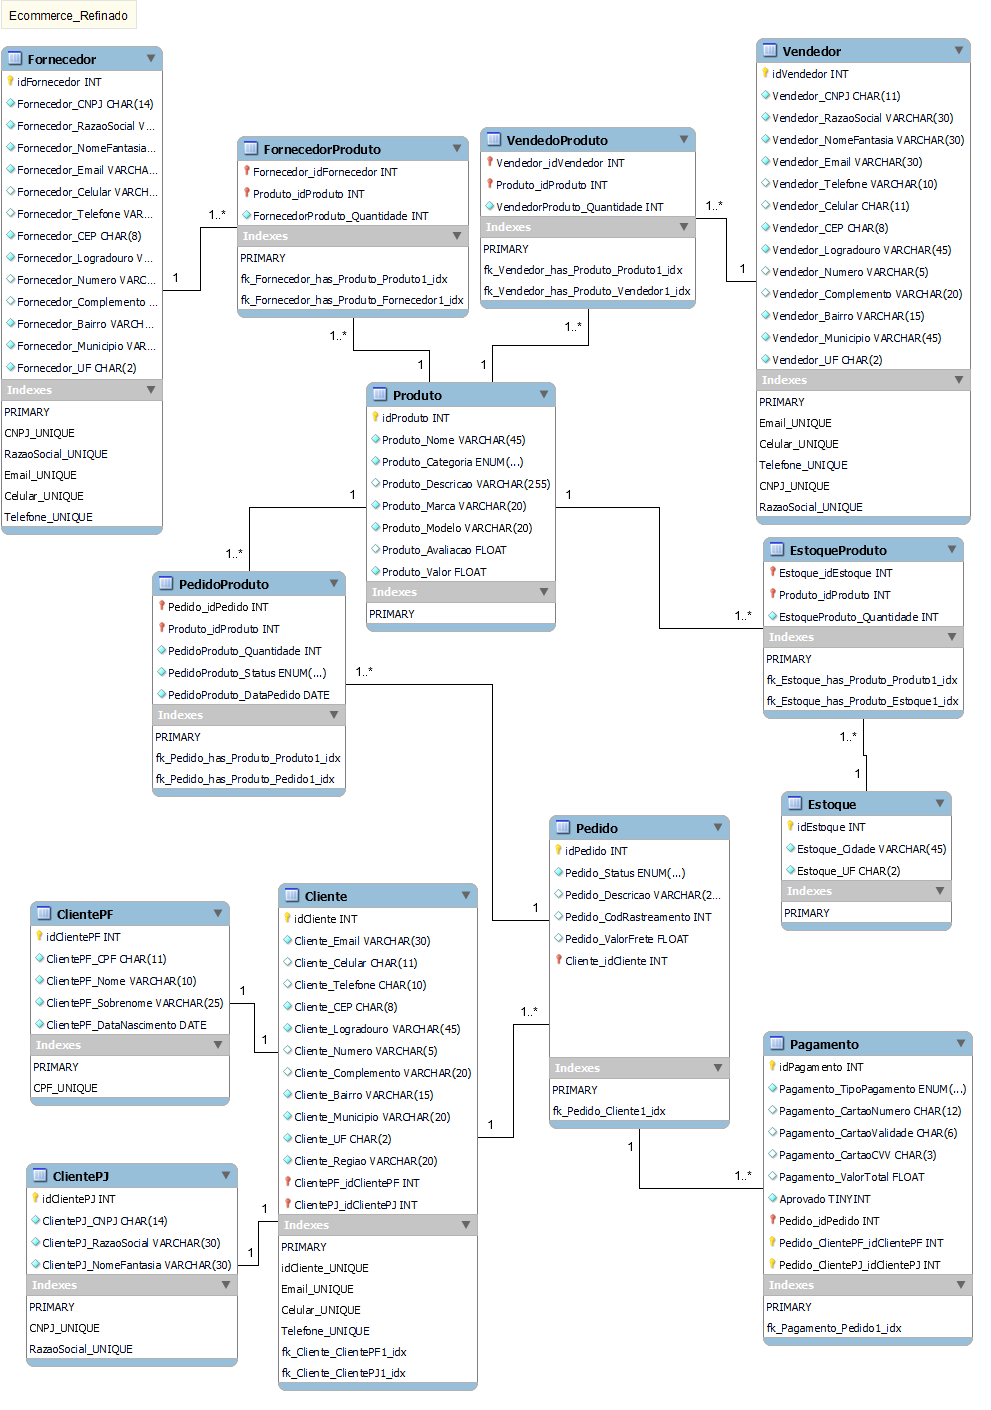 Ecommerce_Refinado
Fornecedor
idFornecedor INT
Fornecedor_CNPJ CHAR(14)
Fornecedor_RazaoSocial V...
Fornecedor_NomeFantasia...
Fornecedor_Email VARCHA...
Fornecedor_Celular VARCH...
Fornecedor_Telefone VAR...
Fornecedor_CEP CHAR(8)
Fornecedor_Logradouro V...
Fornecedor_Numero VARC...
Fornecedor_Complemento ...
Fornecedor_Bairro VARCH...
Fornecedor_Municipio VAR...
Fornecedor_UF CHAR(2)
Indexes
PRIMARY
CNPJ_UNIQUE
RazaoSocial_UNIQUE
Email_UNIQUE
Celular_UNIQUE
Telefone_UNIQUE
1
1..*
FornecedorProduto
Fornecedor_idFornecedor INT
Produto_idProduto INT
FornecedorProduto_Quantidade INT
Indexes
PRIMARY
fk_Fornecedor_has_Produto_Produto1_idx
fk_Fornecedor_has_Produto_Fornecedor1_idx
1..*
1
VendedoProduto
Vendedor_idVendedor INT
Produto_idProduto INT
VendedorProduto_Quantidade INT
Indexes
PRIMARY
fk_Vendedor_has_Produto_Produto1_idx
fk_Vendedor_has_Produto_Vendedor1_idx
1..*
1
1..*
1
Vendedor
idVendedor INT
Vendedor_CNPJ CHAR(11)
Vendedor_RazaoSocial VARCHAR(30)
Vendedor_NomeFantasia VARCHAR(30)
Vendedor_Email VARCHAR(30)
Vendedor_Telefone VARCHAR(10)
Vendedor_Celular CHAR(11)
Vendedor_CEP CHAR(8)
Vendedor_Logradouro VARCHAR(45)
Vendedor_Numero VARCHAR(5)
Vendedor_Complemento VARCHAR(20)
Vendedor_Bairro VARCHAR(15)
Vendedor_Municipio VARCHAR(45)
Vendedor_UF CHAR(2)
Indexes
PRIMARY
Email_UNIQUE
Celular_UNIQUE
Telefone_UNIQUE
CNPJ_UNIQUE
RazaoSocial_UNIQUE
Produto
idProduto INT
Produto_Nome VARCHAR(45)
Produto_Categoria ENUM(...)
Produto_Descricao VARCHAR(255)
Produto_Marca VARCHAR(20)
Produto_Modelo VARCHAR(20)
Produto_Avaliacao FLOAT
Produto_Valor FLOAT
Indexes
PRIMARY
1
1..*
1
1..*
PedidoProduto
Pedido_idPedido INT
Produto_idProduto INT
PedidoProduto_Quantidade INT
PedidoProduto_Status ENUM(...)
PedidoProduto_DataPedido DATE
Indexes
PRIMARY
fk_Pedido_has_Produto_Produto1_idx
fk_Pedido_has_Produto_Pedido1_idx
1..*
1
EstoqueProduto
Estoque_idEstoque INT
Produto_idProduto INT
EstoqueProduto_Quantidade INT
Indexes
PRIMARY
fk_Estoque_has_Produto_Produto1_idx
fk_Estoque_has_Produto_Estoque1_idx
1..*
1
Estoque
idEstoque INT
Estoque_Cidade VARCHAR(45)
Estoque_UF CHAR(2)
Indexes
PRIMARY
Pedido
idPedido INT
Pedido_Status ENUM(...)
Pedido_Descricao VARCHAR(2...
Pedido_CodRastreamento INT
Pedido_ValorFrete FLOAT
Cliente_idCliente INT
Indexes
PRIMARY
fk_Pedido_Cliente1_idx
1..*
1
1
1..*
ClientePF
idClientePF INT
ClientePF_CPF CHAR(11)
ClientePF_Nome VARCHAR(10)
ClientePF_Sobrenome VARCHAR(25)
ClientePF_DataNascimento DATE
Indexes
PRIMARY
CPF_UNIQUE
1
1
Cliente
idCliente INT
Cliente_Email VARCHAR(30)
Cliente_Celular CHAR(11)
Cliente_Telefone CHAR(10)
Cliente_CEP CHAR(8)
Cliente_Logradouro VARCHAR(45)
Cliente_Numero VARCHAR(5)
Cliente_Complemento VARCHAR(20)
Cliente_Bairro VARCHAR(15)
Cliente_Municipio VARCHAR(20)
Cliente_UF CHAR(2)
Cliente_Regiao VARCHAR(20)
ClientePF_idClientePF INT
ClientePJ_idClientePJ INT
Indexes
PRIMARY
idCliente_UNIQUE
Email_UNIQUE
Celular_UNIQUE
Telefone_UNIQUE
fk_Cliente_ClientePF1_idx
fk_Cliente_ClientePJ1_idx
ClientePJ
idClientePJ INT
ClientePJ_CNPJ CHAR(14)
ClientePJ_RazaoSocial VARCHAR(30)
ClientePJ_NomeFantasia VARCHAR(30)
Indexes
PRIMARY
CNPJ_UNIQUE
RazaoSocial_UNIQUE
1
1
Pagamento
idPagamento INT
Pagamento_TipoPagamento ENUM(...)
Pagamento_CartaoNumero CHAR(12)
Pagamento_CartaoValidade CHAR(6)
Pagamento_CartaoCVV CHAR(3)
Pagamento_ValorTotal FLOAT
Aprovado TINYINT
Pedido_idPedido INT
Pedido_ClientePF_idClientePF INT
Pedido_ClientePJ_idClientePJ INT
Indexes
PRIMARY
fk_Pagamento_Pedido1_idx